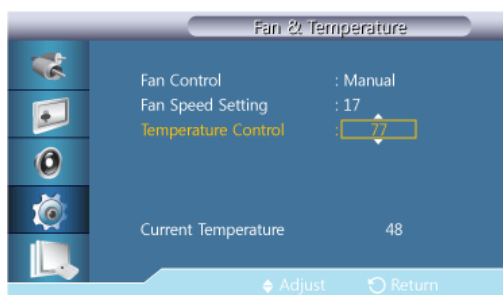 Fan & Temperature
Fan Control : Manual
Fan Speed Setting : 17
Temperature Control : 77
Current Temperature 48
Adjust Return